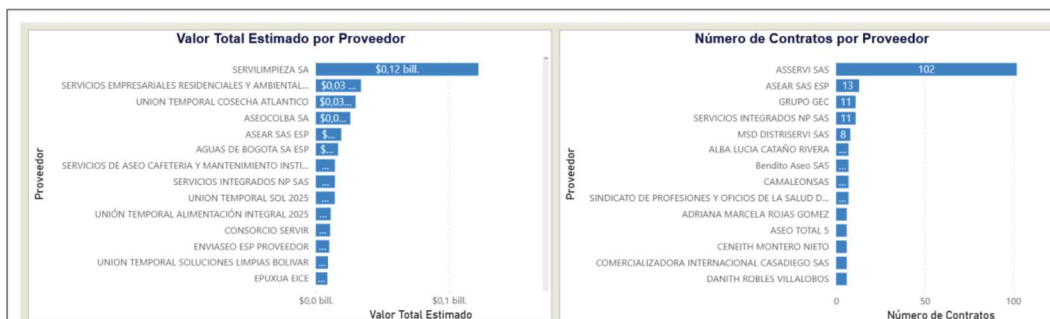 Valor Total Estimado por Proveedor
Proveedor
SERVILIMPIEZA SA $0,12 bill.
SERVICIOS EMPRESARIALES RESIDENCIALES Y AMBIENTAL... $0,03 ...
UNION TEMPORAL COSECHA ATLANTICO $0,03...
ASEOCOLBA SA $0,0...
ASEAR SAS ESP $...
AGUAS DE BOGOTA SA ESP $...
SERVICIOS DE ASEO CAFETERIA Y MANTENIMIENTO INSTI... ...
SERVICIOS INTEGRADOS NP SAS ...
UNION TEMPORAL SOL 2025 ...
UNIÓN TEMPORAL ALIMENTACIÓN INTEGRAL 2025 ...
CONSORCIO SERVIR ...
ENVIASEO ESP PROVEEDOR ...
UNION TEMPORAL SOLUCIONES LIMPIAS BOLIVAR ...
EPUXUA EICE ...
$0,0 bill. $0,1 bill.
Valor Total Estimado
Número de Contratos por Proveedor
Proveedor
ASSERVI SAS 102
ASEAR SAS ESP 13
GRUPO GEC 11
SERVICIOS INTEGRADOS NP SAS 11
MSD DISTRISERVI SAS 8
ALBA LUCIA CATAÑO RIVERA ...
Bendito Aseo SAS ...
CAMALEONSAS ...
SINDICATO DE PROFESIONES Y OFICIOS DE LA SALUD D... ...
ADRIANA MARCELA ROJAS GOMEZ
ASEO TOTAL 5
CENEITH MONTERO NIETO
COMERCIALIZADORA INTERNACIONAL CASADIEGO SAS
DANITH ROBLES VILLALOBOS
0 50 100
Número de Contratos